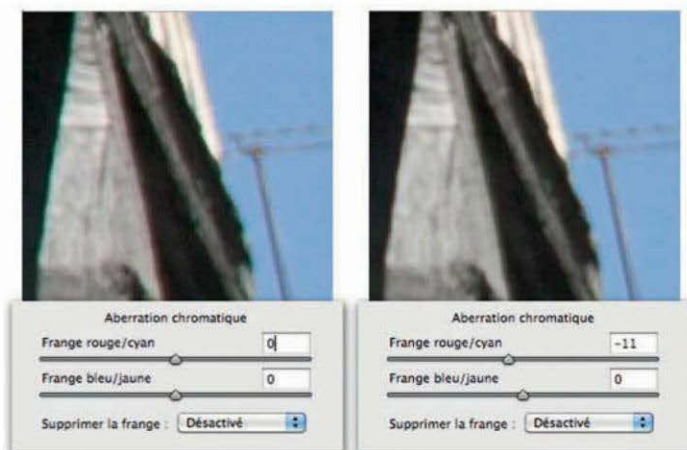 Aberration chromatique
Frange rouge/cyan 0
Frange bleu/jaune 0
Supprimer la frange : Désactivé
Aberration chromatique
Frange rouge/cyan -11
Frange bleu/jaune 0
Supprimer la frange : Désactivé